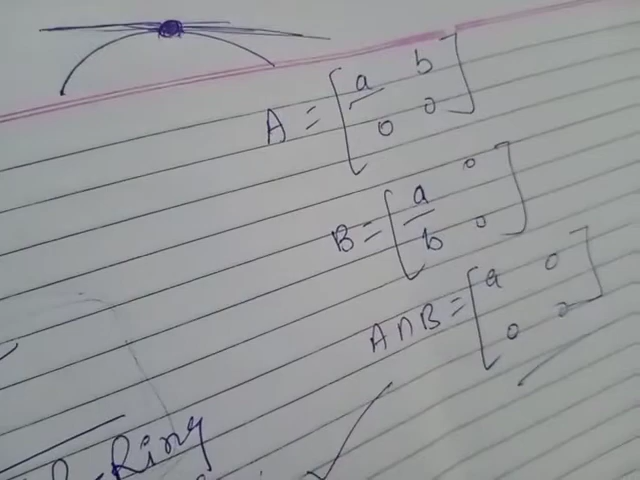 A = [a b
0 0]
B = [a 0
b 0]
A∩B = [a 0
0 0]
Ring